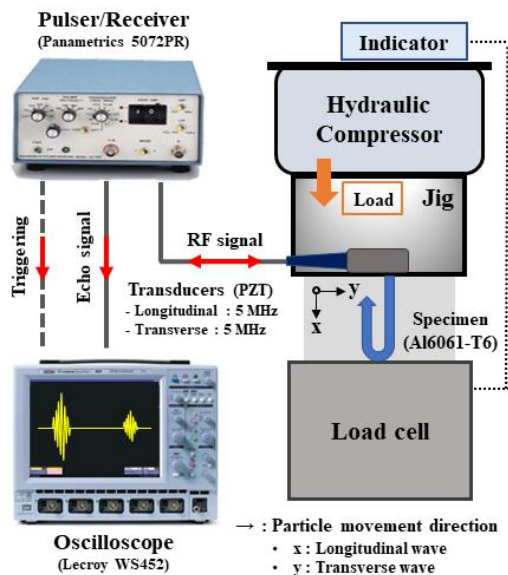 Pulser/Receiver
(Panametrics 5072PR)
Indicator
Hydraulic
Compressor
Load
Jig
RF signal
Triggering
Echo signal
Transducers (PZT)
- Longitudinal : 5 MHz
- Transverse : 5 MHz
y
x
Specimen
(Al6061-T6)
Load cell
→ : Particle movement direction
• x : Longitudinal wave
• y : Transverse wave
Oscilloscope
(Lecroy WS452)